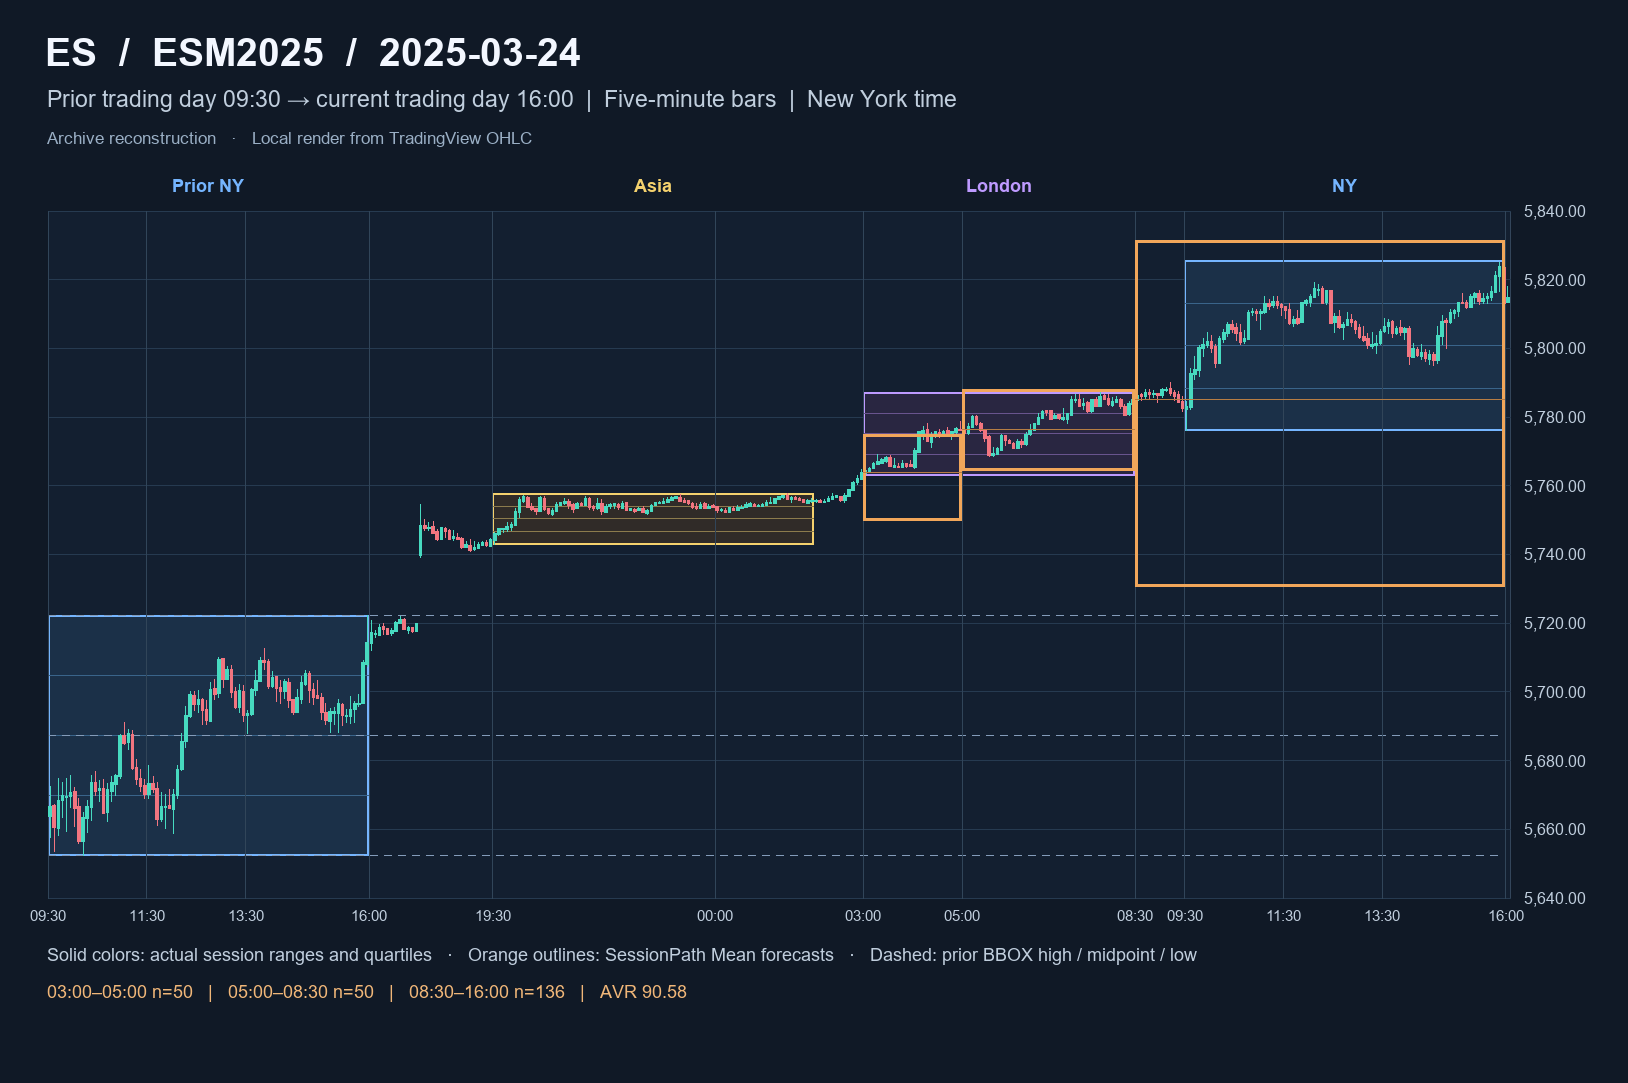 ES / ESM2025 / 2025-03-24
Prior trading day 09:30 → current trading day 16:00 | Five-minute bars | New York time
Archive reconstruction · Local render from TradingView OHLC
Prior NY Asia London NY
5,840.00
5,820.00
5,800.00
5,780.00
5,760.00
5,740.00
5,720.00
5,700.00
5,680.00
5,660.00
5,640.00
09:30 11:30 13:30 16:00 19:30 00:00 03:00 05:00 08:30 09:30 11:30 13:30 16:00
Solid colors: actual session ranges and quartiles · Orange outlines: SessionPath Mean forecasts · Dashed: prior BBOX high / midpoint / low
03:00–05:00 n=50 | 05:00–08:30 n=50 | 08:30–16:00 n=136 | AVR 90.58